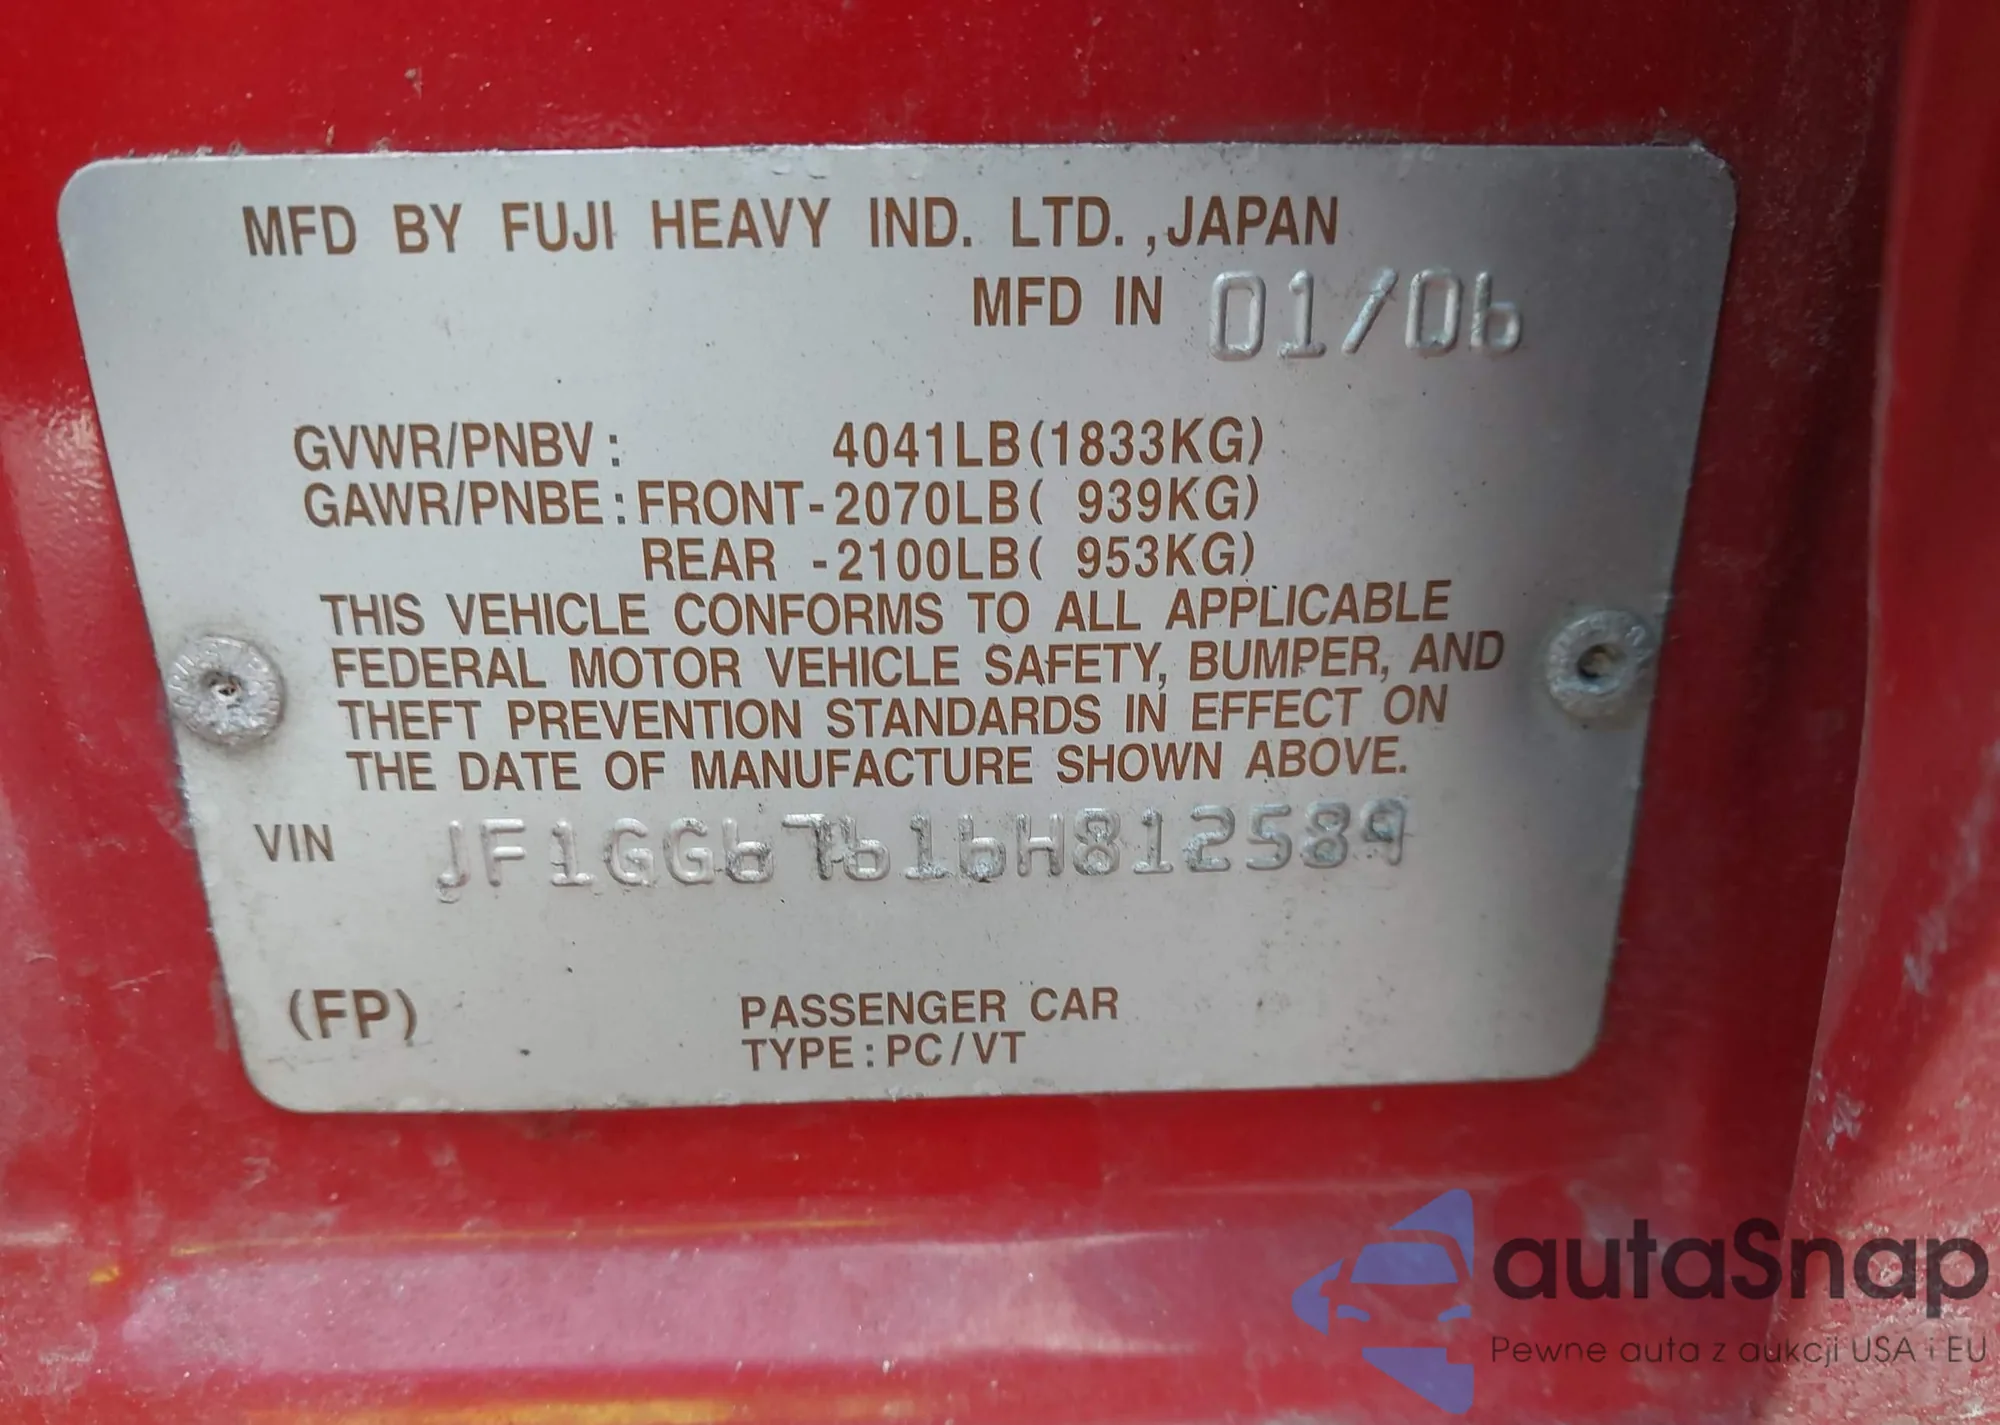 MFD BY FUJI HEAVY IND. LTD.,JAPAN
MFD IN 01/06
GVWR/PNBV: 4041LB(1833KG)
GAWR/PNBE:FRONT-2070LB( 939KG)
REAR -2100LB( 953KG)
THIS VEHICLE CONFORMS TO ALL APPLICABLE
FEDERAL MOTOR VEHICLE SAFETY, BUMPER, AND
THEFT PREVENTION STANDARDS IN EFFECT ON
THE DATE OF MANUFACTURE SHOWN ABOVE.
VIN JF1GG67616H812589
(FP) PASSENGER CAR
TYPE:PC/VT
autaSnap
Pewne auta z aukcji USA i EU